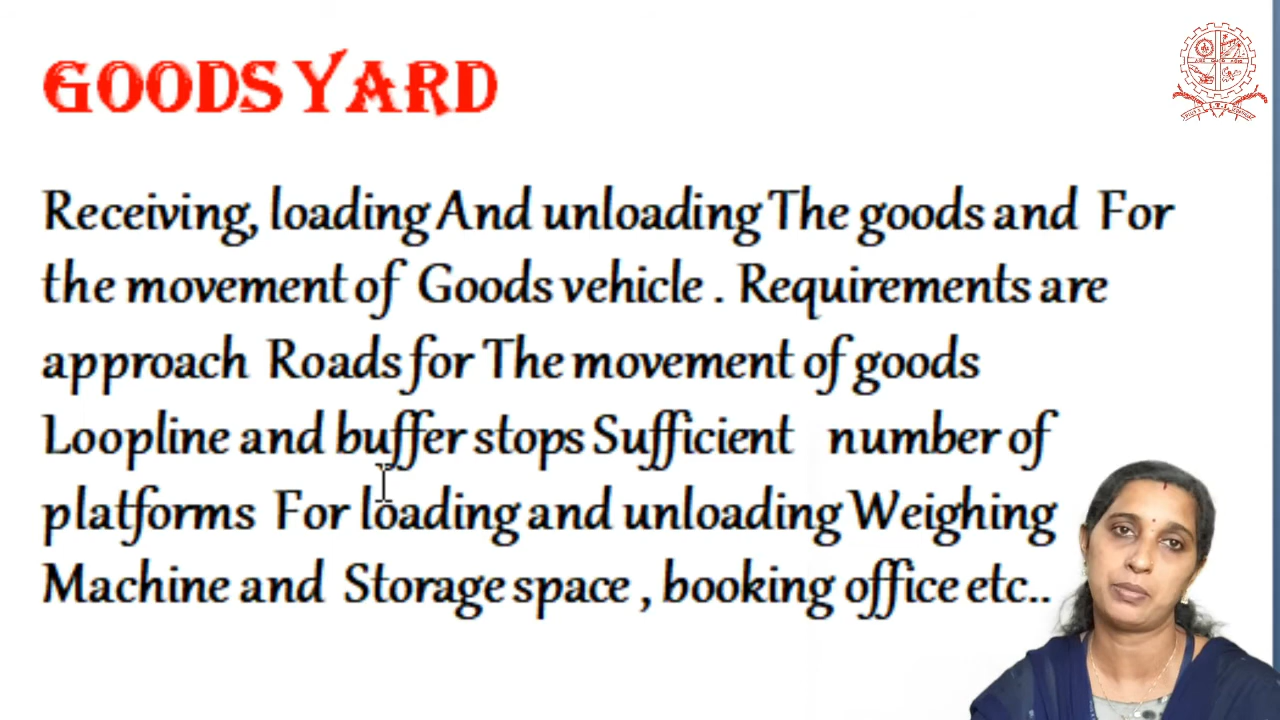 GOODS YARD
Receiving, loading And unloading The goods and For
the movement of Goods vehicle . Requirements are
approach Roads for The movement of goods
Loopline and buffer stops Sufficient number of
platforms For loading and unloading Weighing
Machine and Storage space , booking office etc..